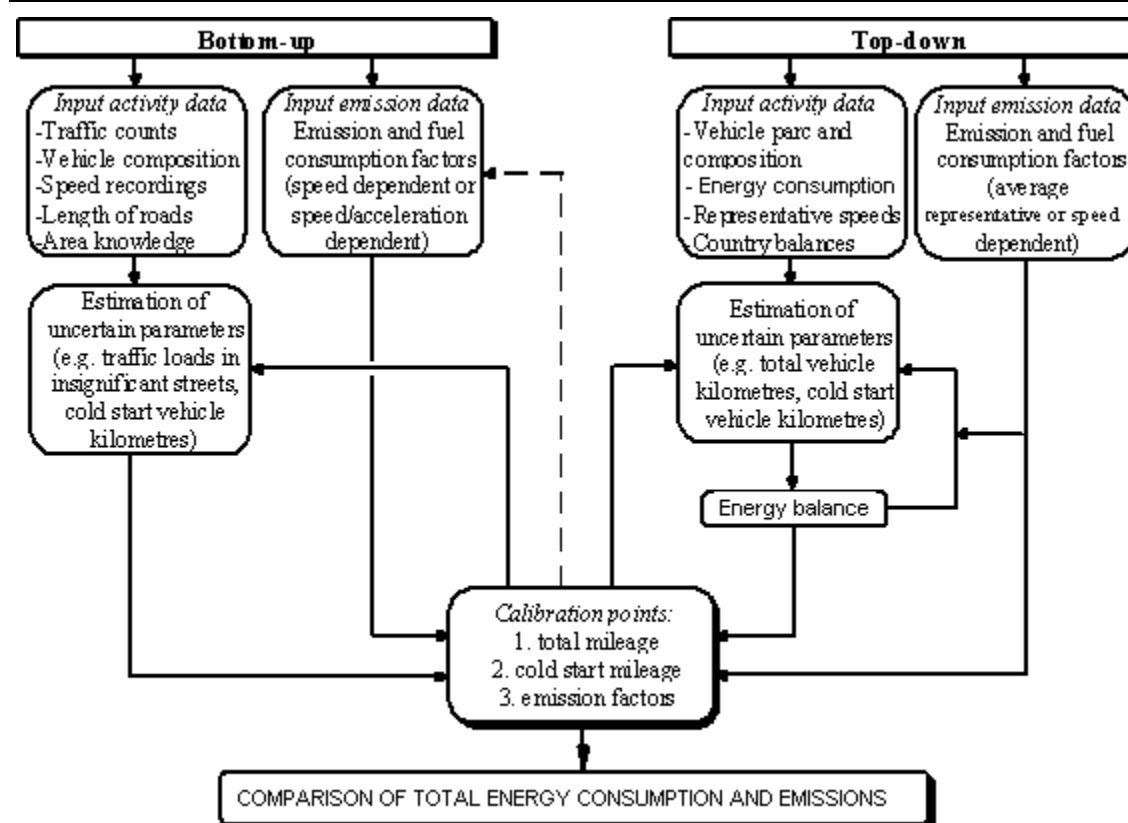 Bottom-up
Input activity data
-Traffic counts
-Vehicle composition
-Speed recordings
-Length of roads
-Area knowledge
Input emission data
Emission and fuel
consumption factors
(speed dependent or
speed/acceleration
dependent)
Estimation of
uncertain parameters
(e.g. traffic loads in
insignificant streets,
cold start vehicle
kilometres)
Top-down
Input activity data
- Vehicle parc and
composition
- Energy consumption
-Representative speeds
-Country balances
Input emission data
Emission and fuel
consumption factors
(average
representative or speed
dependent)
Estimation of
uncertain parameters
(e.g. total vehicle
kilometres, cold start
vehicle kilometres)
Energy balance
Calibration points:
1. total mileage
2. cold start mileage
3. emission factors
COMPARISON OF TOTAL ENERGY CONSUMPTION AND EMISSIONS